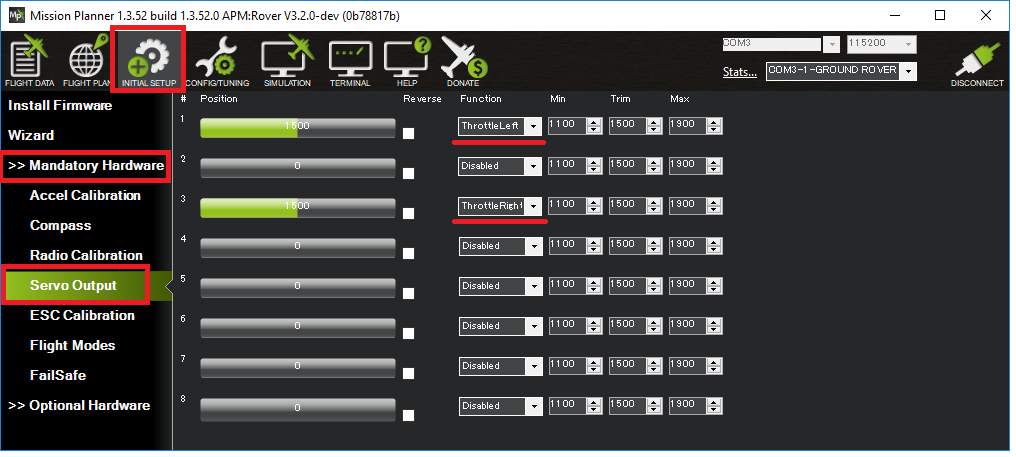 Mission Planner 1.3.52 build 1.3.52.0 APM:Rover V3.2.0-dev (0b78817b)
COM3 115200
Stats... COM3-1-GROUND ROVER
FLIGHT DATA FLIGHT PLAN INITIAL SETUP CONFIG/TUNING SIMULATION TERMINAL HELP DONATE DISCONNECT
Install Firmware
Wizard
>> Mandatory Hardware
Accel Calibration
Compass
Radio Calibration
Servo Output
ESC Calibration
Flight Modes
FailSafe
>> Optional Hardware
# Position Reverse Function Min Trim Max
1 1500 ThrottleLeft 1100 1500 1900
2 0 Disabled 1100 1500 1900
3 1500 ThrottleRight 1100 1500 1900
4 0 Disabled 1100 1500 1900
5 0 Disabled 1100 1500 1900
6 0 Disabled 1100 1500 1900
7 0 Disabled 1100 1500 1900
8 0 Disabled 1100 1500 1900